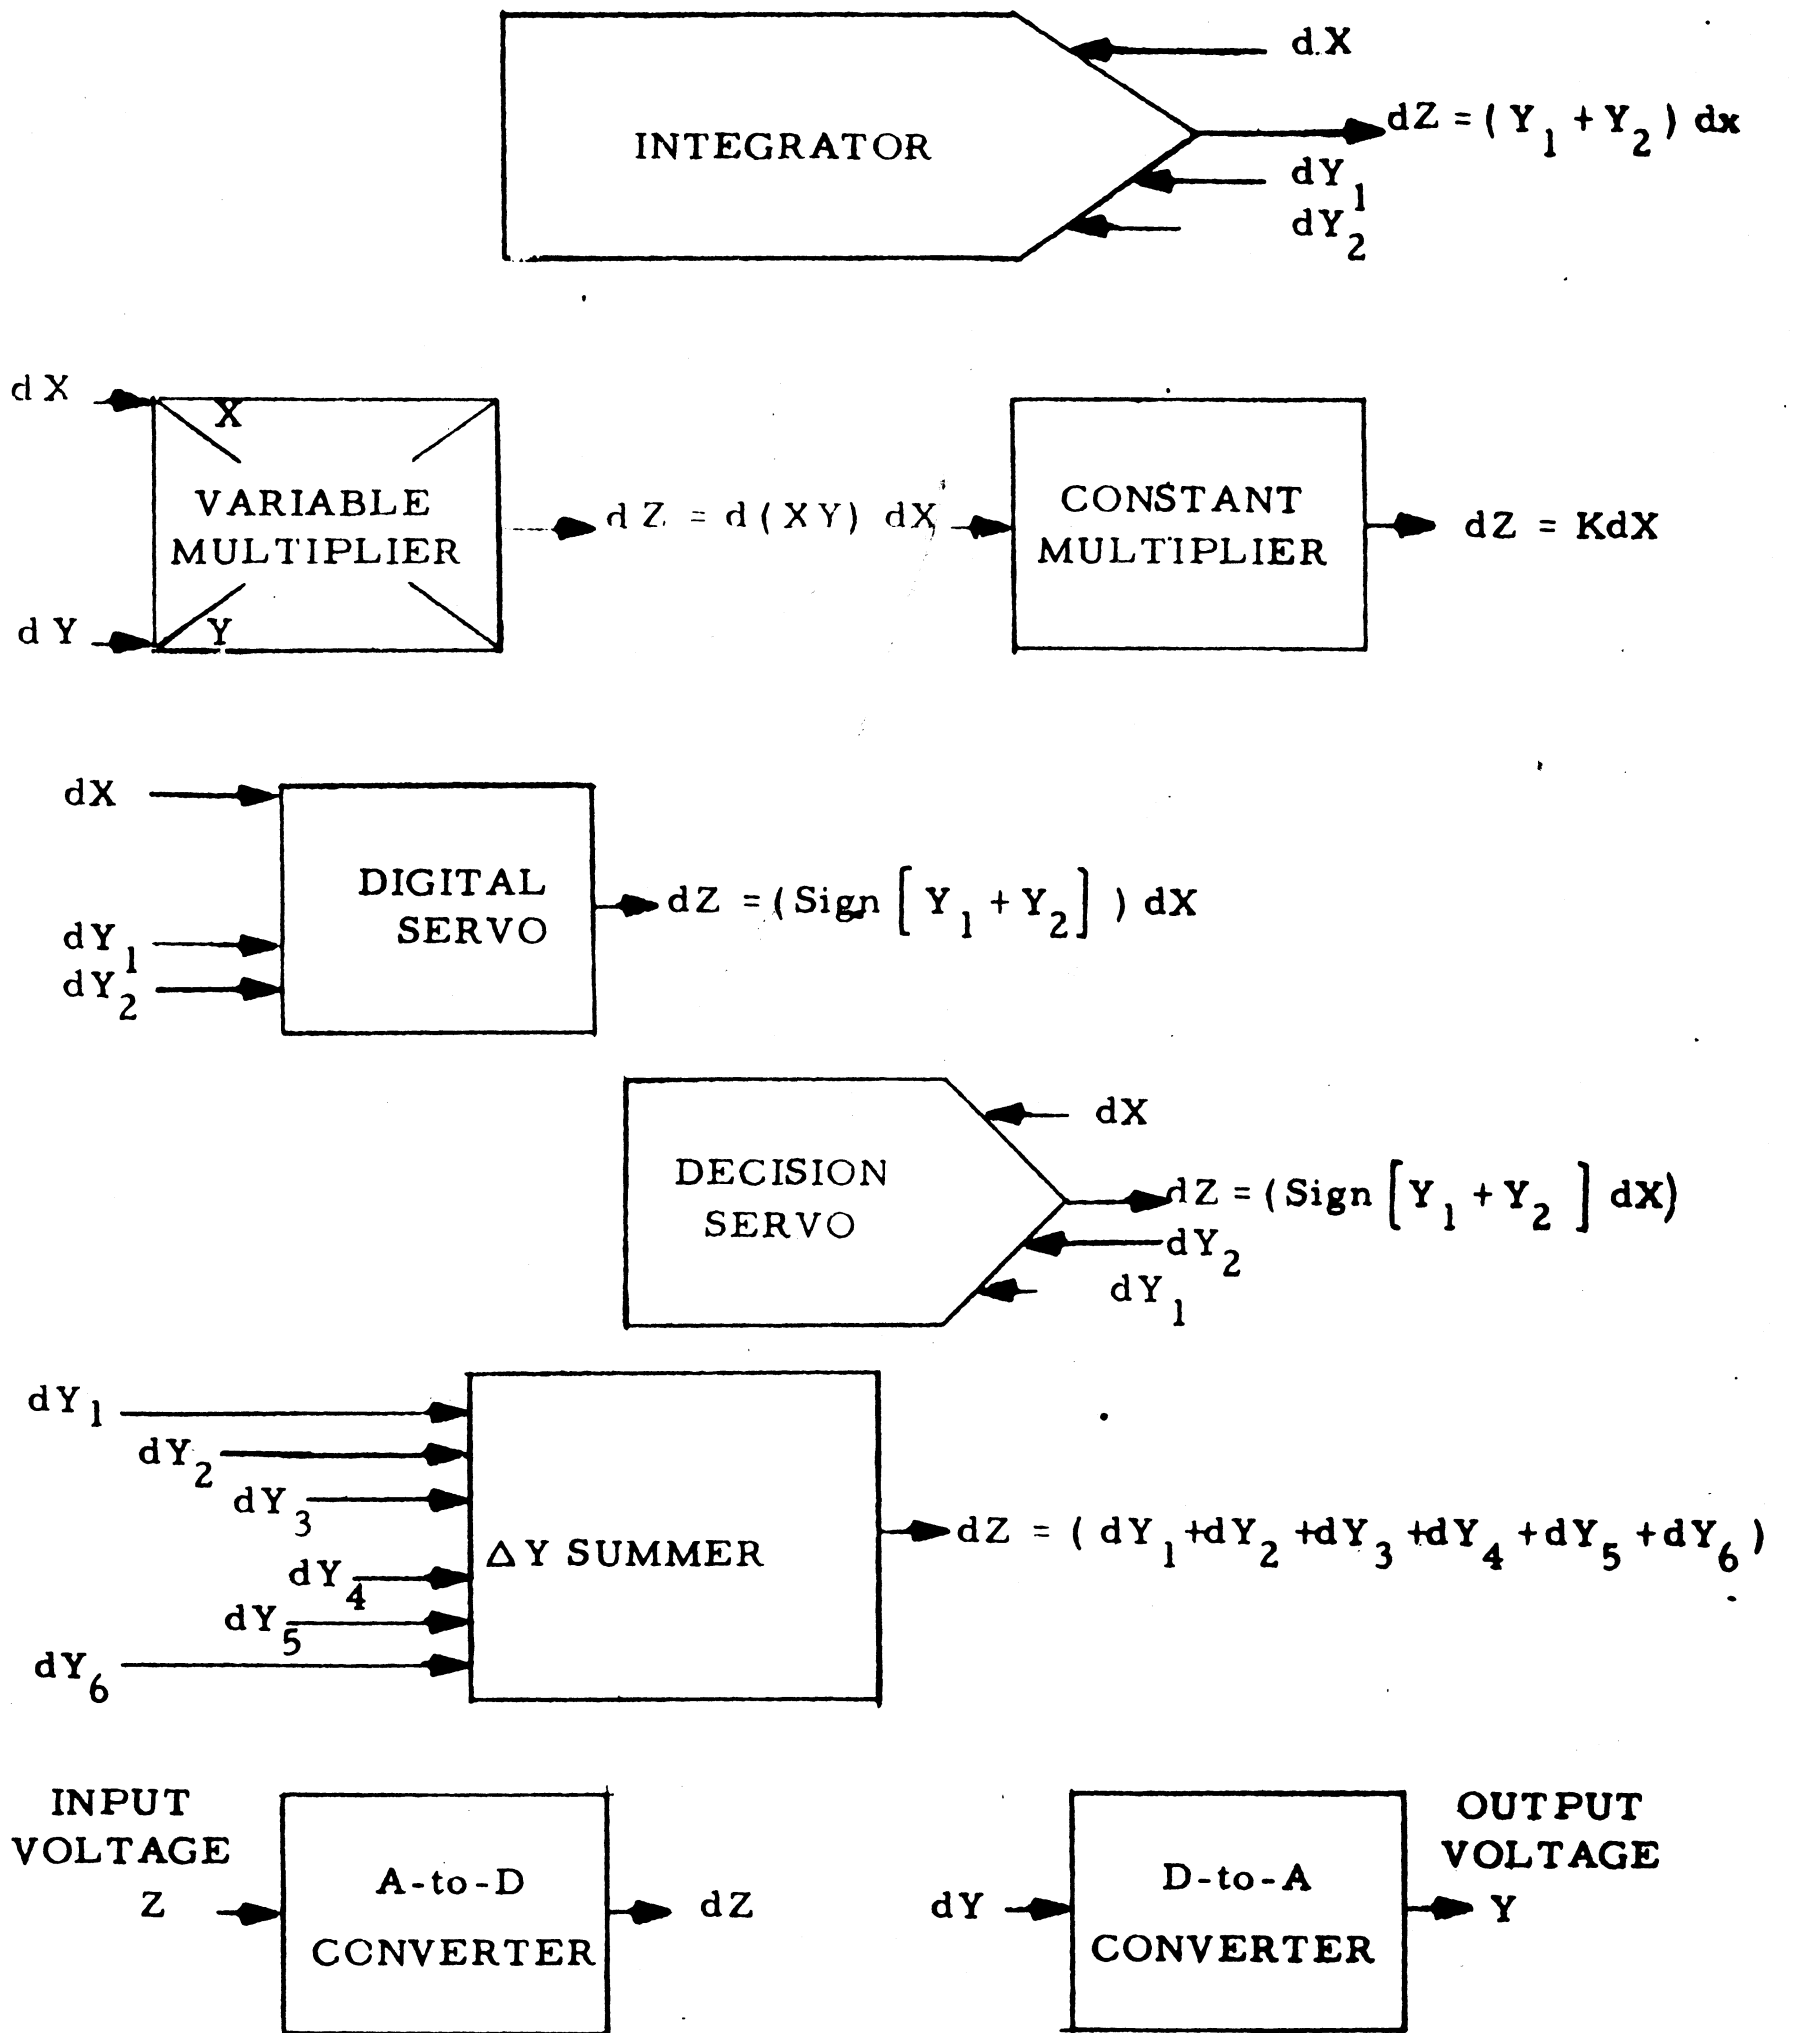 d.X
INTEGRATOR
dZ = ( Y₁ + Y₂ ) dx
dY₁
dY₂
dX
X
VARIABLE
MULTIPLIER
dY
Y
dZ = d(XY)
dX
CONSTANT
MULTIPLIER
dZ = KdX
dX
DIGITAL
SERVO
dY₁
dY₂
dZ = (Sign [ Y₁ + Y₂ ] ) dX
DECISION
SERVO
dX
dZ = (Sign [ Y₁ + Y₂ ] dX)
dY₂
dY₁
dY₁
dY₂
dY₃
dY₄
dY₅
dY₆
ΔY SUMMER
dZ = ( dY₁ +dY₂ +dY₃ +dY₄ +dY₅ +dY₆ )
INPUT
VOLTAGE
Z
A-to-D
CONVERTER
dZ
dY
D-to-A
CONVERTER
OUTPUT
VOLTAGE
Y